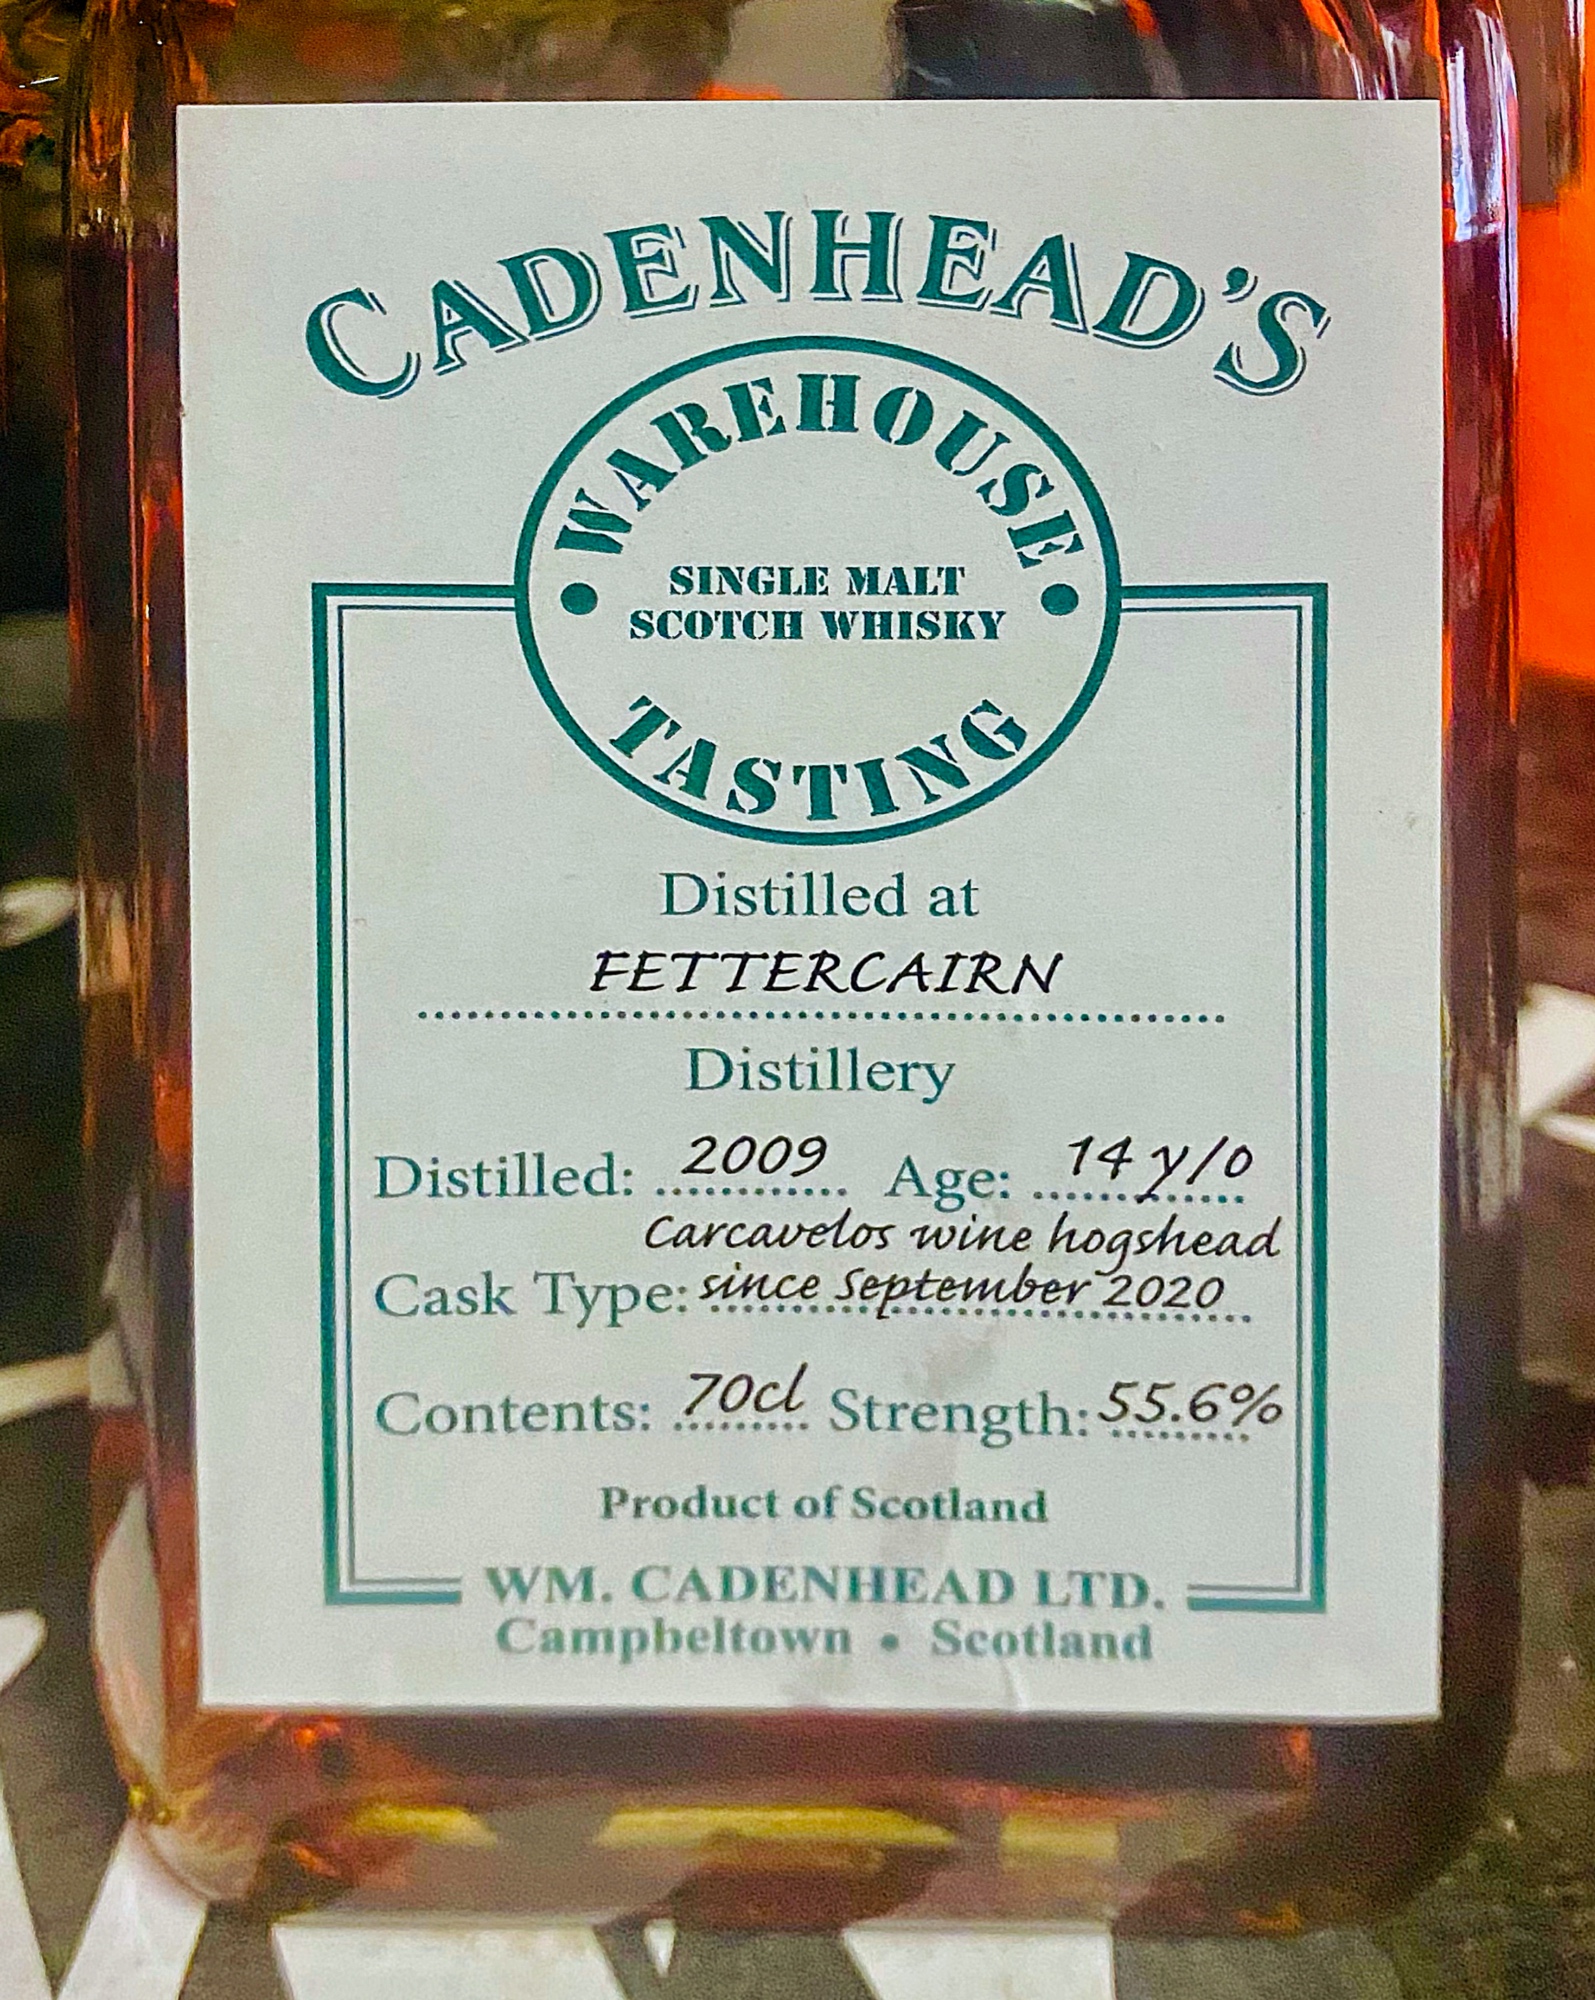 CADENHEAD'S
WAREHOUSE
SINGLE MALT
SCOTCH WHISKY
TASTING
Distilled at
FETTERCAIRN
Distillery
Distilled: 2009 Age: 14 y/o
Carcavelos wine hogshead
Cask Type: since September 2020
Contents: 70cl Strength: 55.6%
Product of Scotland
WM. CADENHEAD LTD.
Campbeltown • Scotland